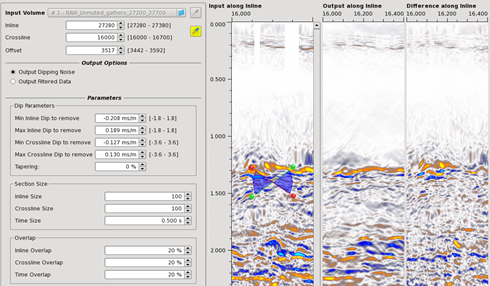 Input Volume # 1 - RAW_Unmuted_gathers_27200_27700
Inline 27280 [27280 - 27380]
Crossline 16000 [16000 - 16700]
Offset 3517 [3442 - 3592]
Output Options
Output Dipping Noise
Output Filtered Data
Parameters
Dip Parameters
Min Inline Dip to remove -0.208 ms/m [-1.8 - 1.8]
Max Inline Dip to remove 0.189 ms/m [-1.8 - 1.8]
Min Crossline Dip to remove -0.127 ms/m [-3.6 - 3.6]
Max Crossline Dip to remove 0.130 ms/m [-3.6 - 3.6]
Tapering: 0 %
Section Size
Inline Size 100
Crossline Size 100
Time Size 0.500 s
Overlap
Inline Overlap 20 %
Crossline Overlap 20 %
Time Overlap 20 %
Input along Inline
16,000
0.000
0.500
1.000
1.500
2.000
Output along Inline
16,000 16,200 16,400
Difference along Inline
16,000 16,200 16,400